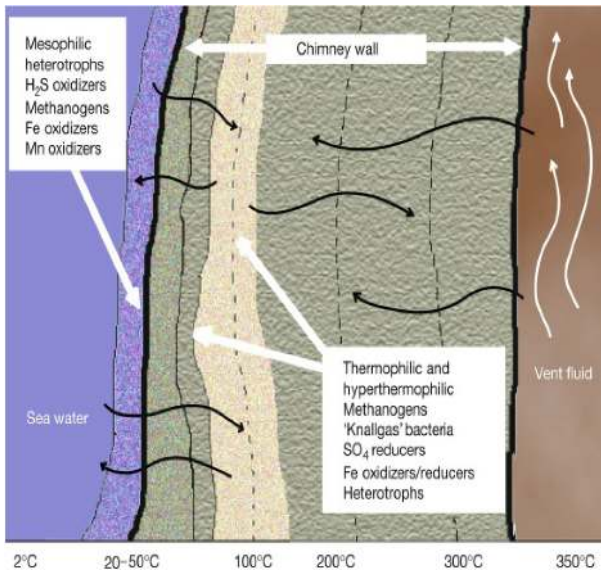 Mesophilic
heterotrophs
H₂S oxidizers
Methanogens
Fe oxidizers
Mn oxidizers
Chimney wall
Sea water
Thermophilic and
hyperthermophilic
Methanogens
‘Knallgas’ bacteria
SO₄ reducers
Fe oxidizers/reducers
Heterotrophs
Vent fluid
2°C 20–50°C 100°C 200°C 300°C 350°C